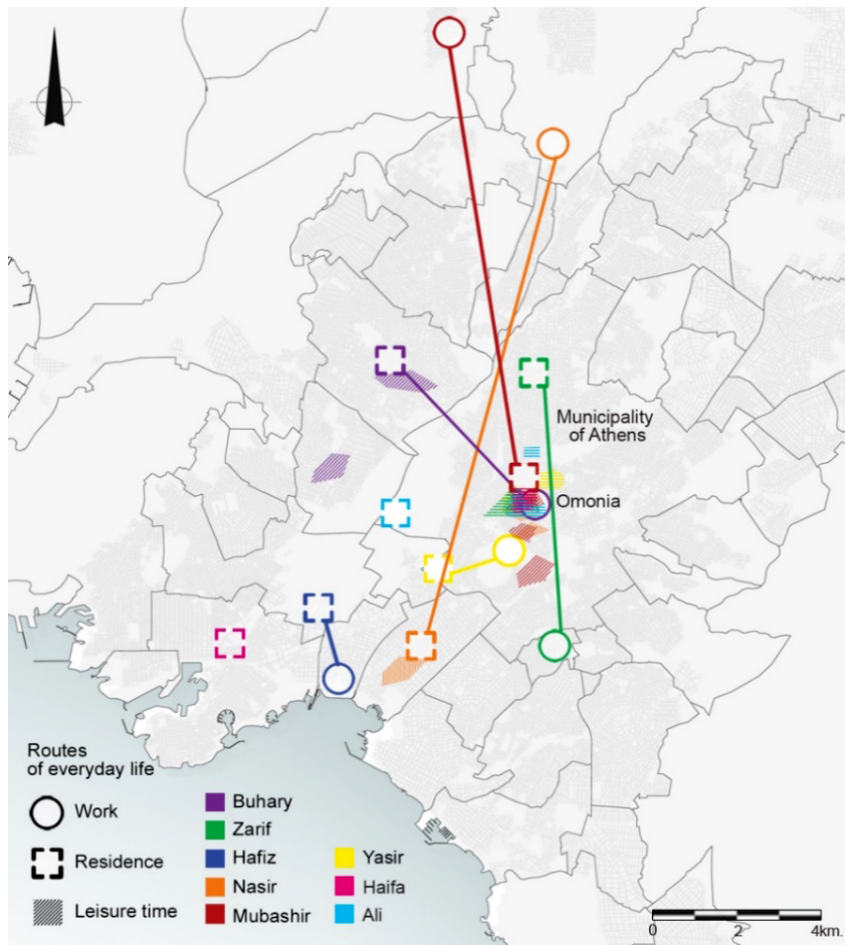 Municipality
of Athens
Omonia
Routes
of everyday life
Work
Residence
Leisure time
Buhary
Zarif
Hafiz
Nasir
Mubashir
Yasir
Haifa
Ali
0 2 4km.